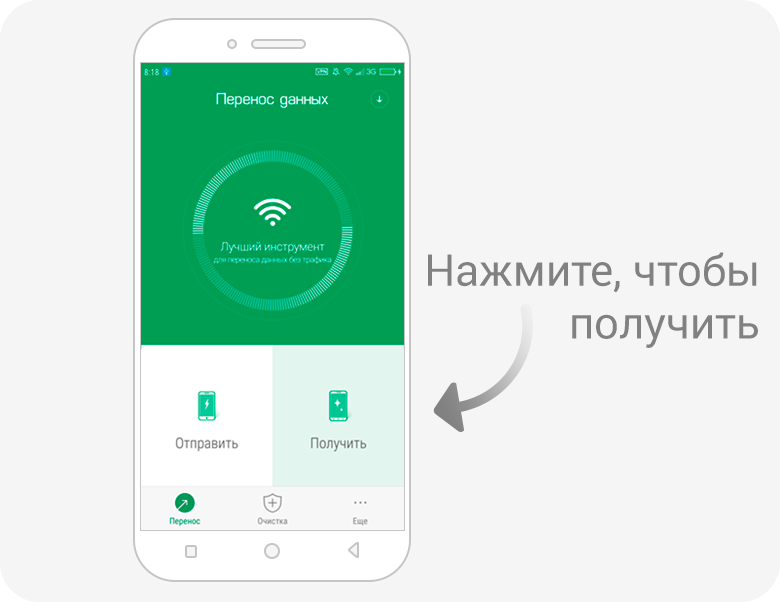 8:18
3G
Перенос данных
Лучший инструмент
для переноса данных без трафика
Нажмите, чтобы
получить
Отправить
Получить
Перенос
Очистка
Еще